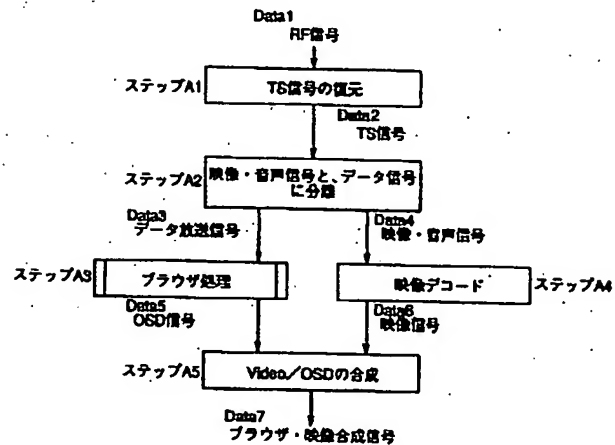 Data1
RF信号
ステップA1
TS信号の復元
Data2
TS信号
ステップA2
映像・音声信号と、データ信号
に分離
Data3
データ放送信号
Data4
映像・音声信号
ステップA3
ブラウザ処理
映像デコード
ステップA4
Data5
OSD信号
Data6
映像信号
ステップA5
Video／OSDの合成
Data7
ブラウザ・映像合成信号